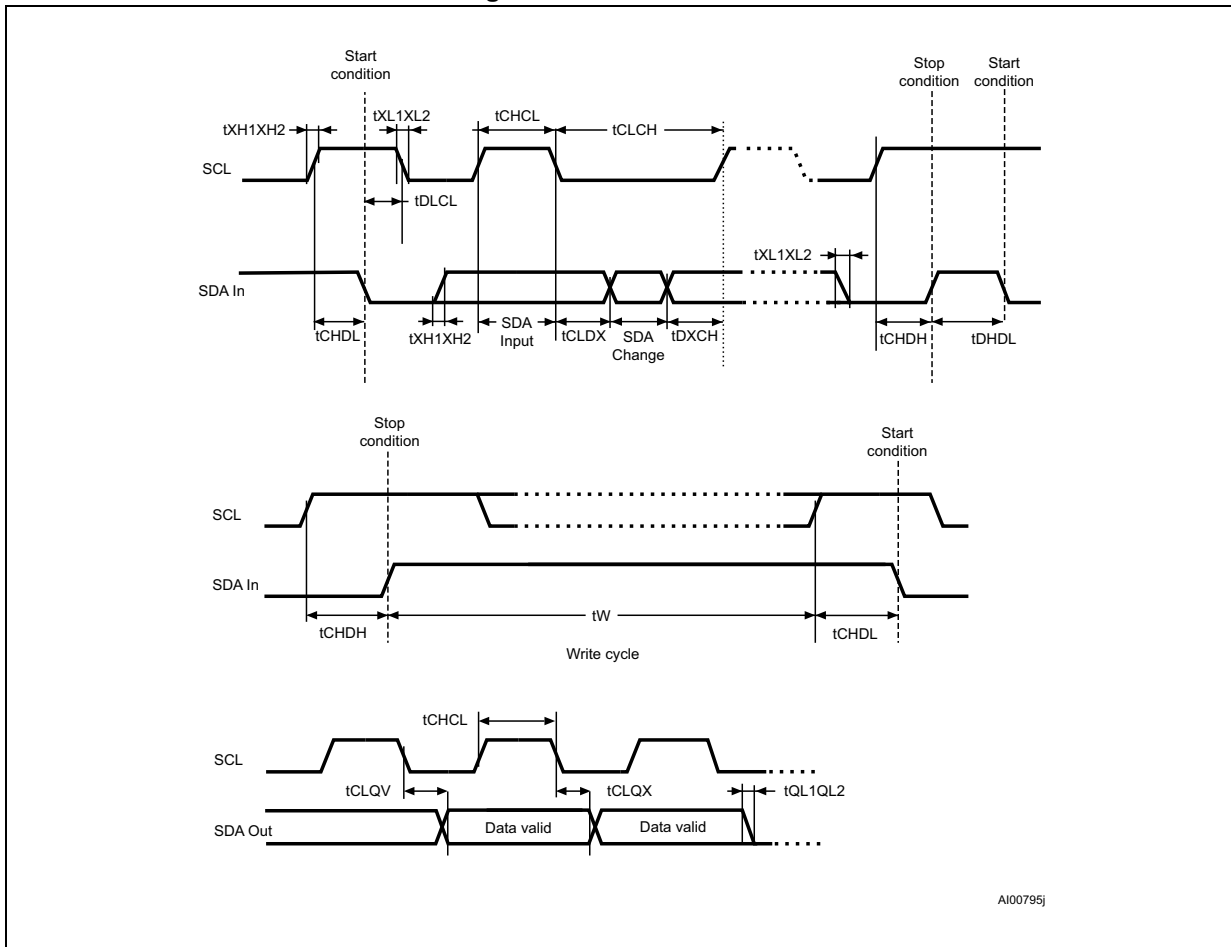 Start
condition
Stop
condition
Start
condition
tXH1XH2
tXL1XL2
tCHCL
tCLCH
SCL
tDLCL
tXL1XL2
SDA In
tCHDL
tXH1XH2
SDA
Input
tCLDX
SDA
Change
tDXCH
tCHDH
tDHDL
Stop
condition
Start
condition
SCL
SDA In
tCHDH
tW
tCHDL
Write cycle
tCHCL
SCL
tCLQV
tCLQX
tQL1QL2
SDA Out
Data valid
Data valid
AI00795j